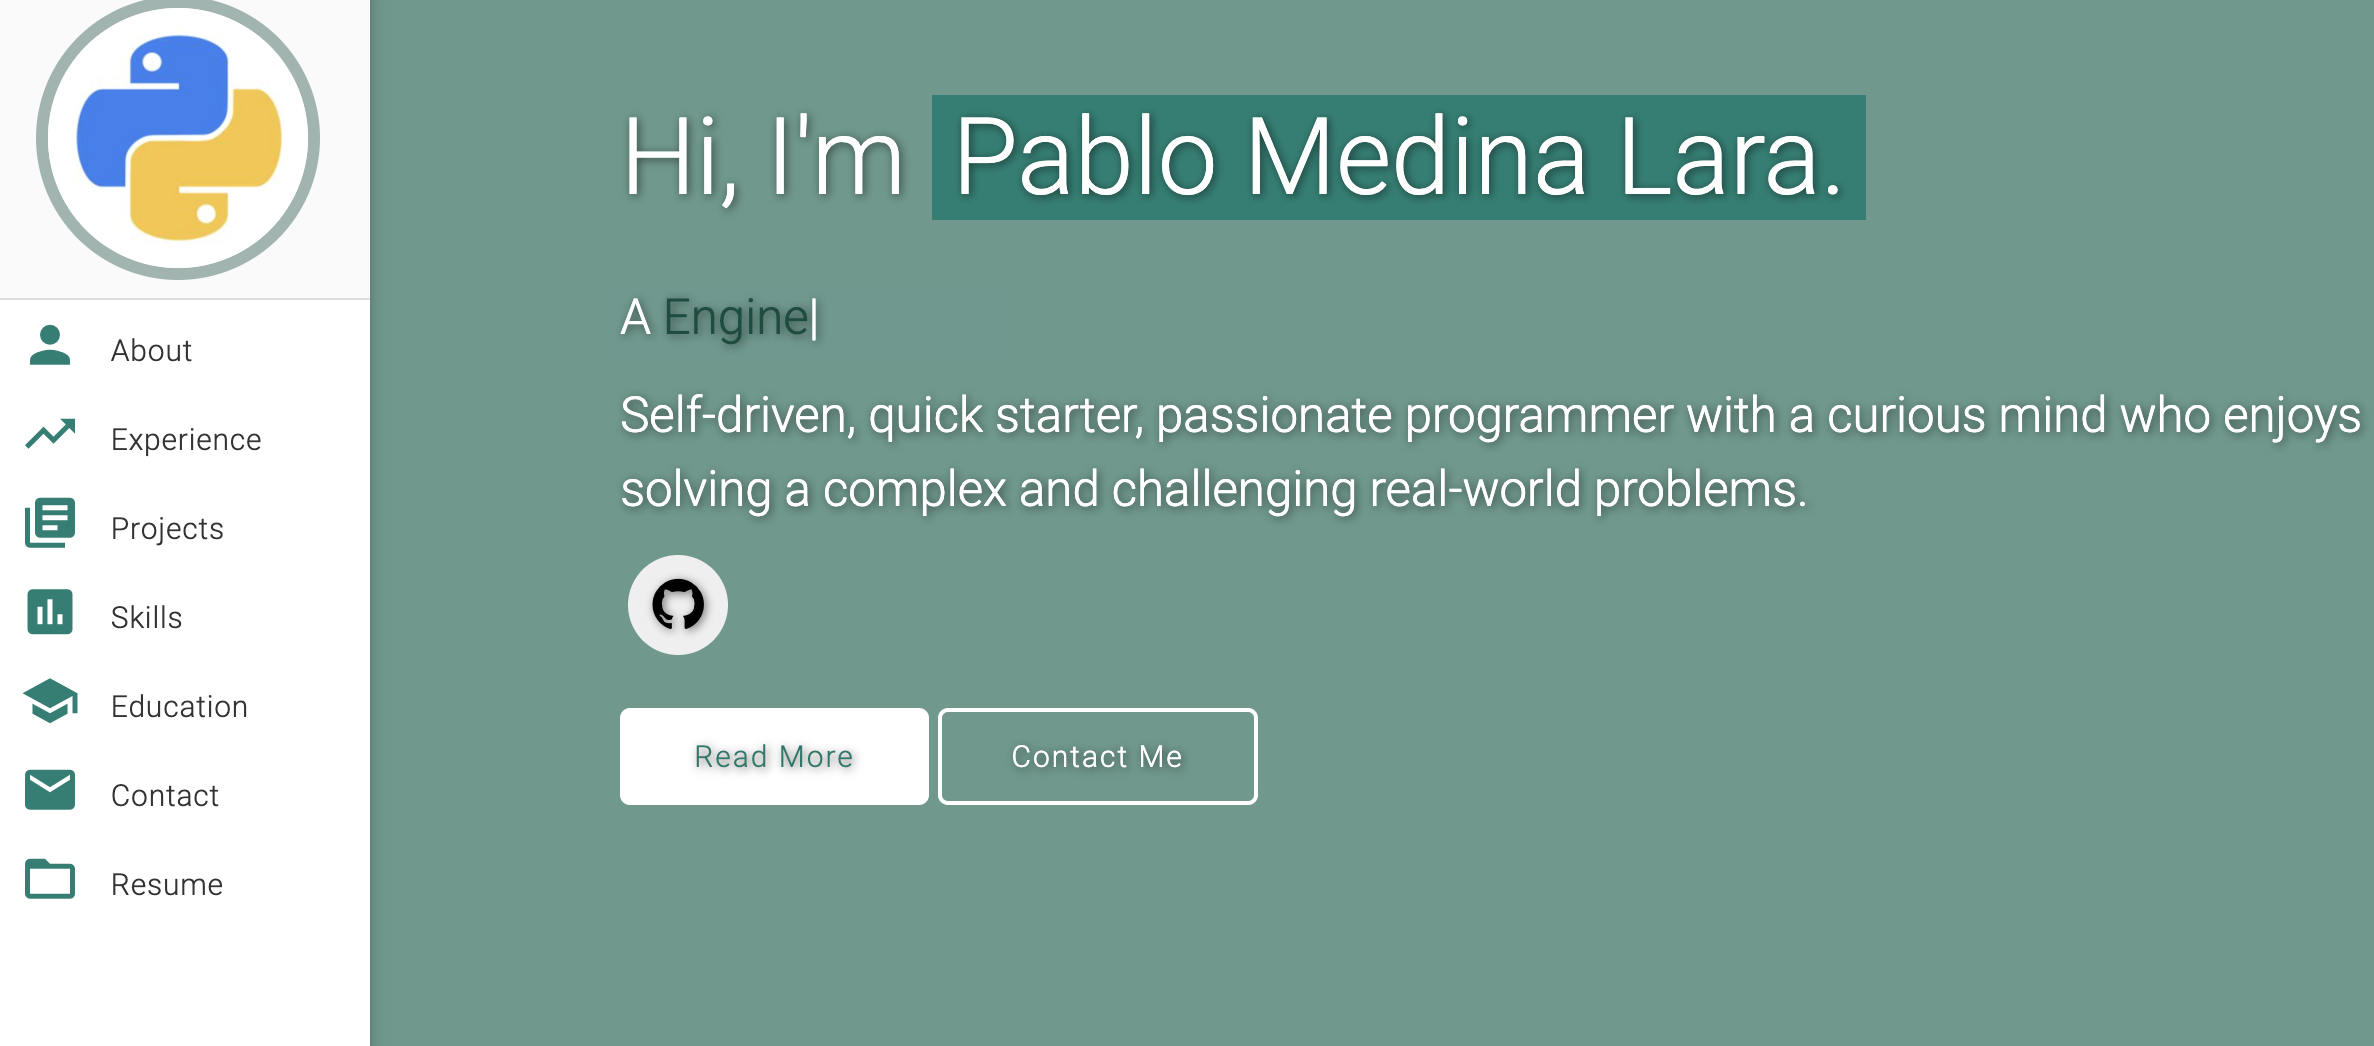 About
Experience
Projects
Skills
Education
Contact
Resume
Hi, I'm Pablo Medina Lara.
A Engine|
Self-driven, quick starter, passionate programmer with a curious mind who enjoys
solving a complex and challenging real-world problems.
Read More
Contact Me